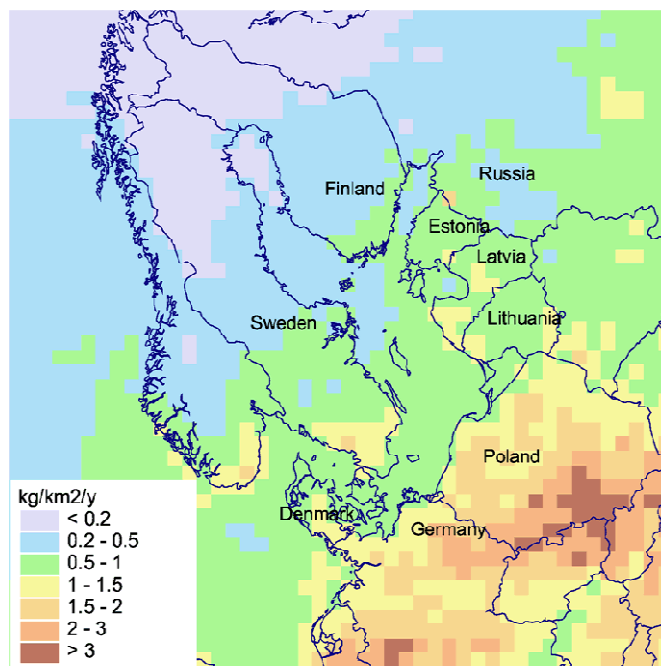 Finland
Russia
Estonia
Latvia
Sweden
Lithuania
Poland
Denmark
Germany
kg/km2/y
< 0.2
0.2 - 0.5
0.5 - 1
1 - 1.5
1.5 - 2
2 - 3
> 3